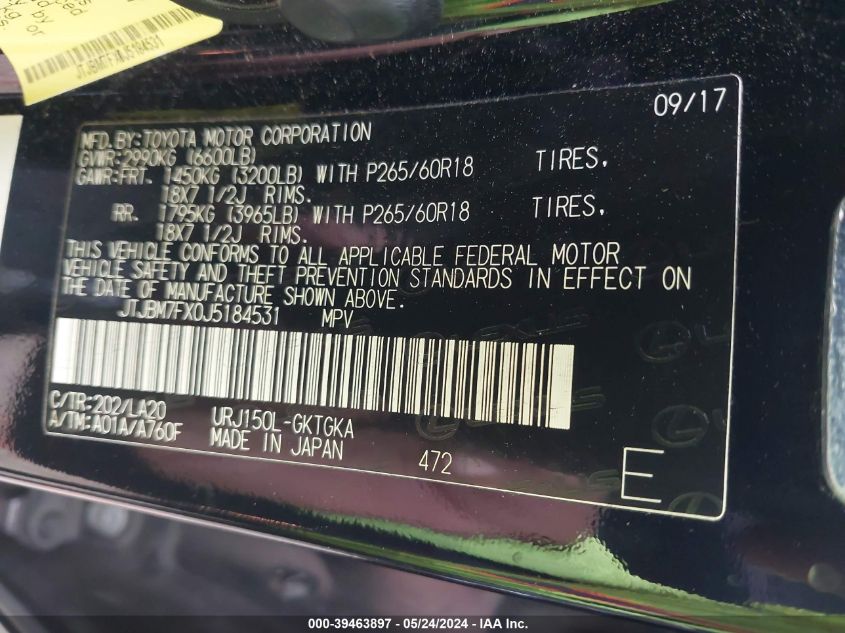 JTJBM7FX0J5184531
09/17
MFD.BY:TOYOTA MOTOR CORPORATION
GVWR:2990KG (6600LB)
GAWR:FRT. 1450KG (3200LB) WITH P265/60R18 TIRES,
18X7 1/2J RIMS.
RR. 1795KG (3965LB) WITH P265/60R18 TIRES,
18X7 1/2J RIMS.
THIS VEHICLE CONFORMS TO ALL APPLICABLE FEDERAL MOTOR
VEHICLE SAFETY AND THEFT PREVENTION STANDARDS IN EFFECT ON
THE DATE OF MANUFACTURE SHOWN ABOVE.
JTJBM7FX0J5184531 MPV
C/TR:202/LA20 URJ150L-GKTGKA
A/TM:A01A/A760F MADE IN JAPAN
472
E
000-39463897 / 05/24/2024 / IAA Inc.